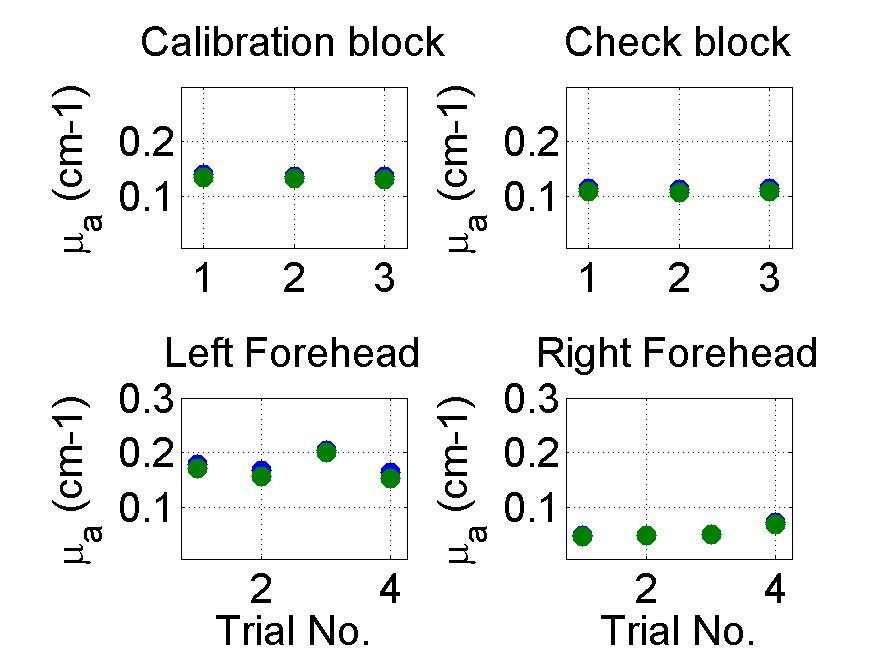 Calibration block
Check block
μa (cm-1)
0.2
0.1
1 2 3
μa (cm-1)
0.2
0.1
1 2 3
Left Forehead
Right Forehead
μa (cm-1)
0.3
0.2
0.1
2 4
Trial No.
μa (cm-1)
0.3
0.2
0.1
2 4
Trial No.